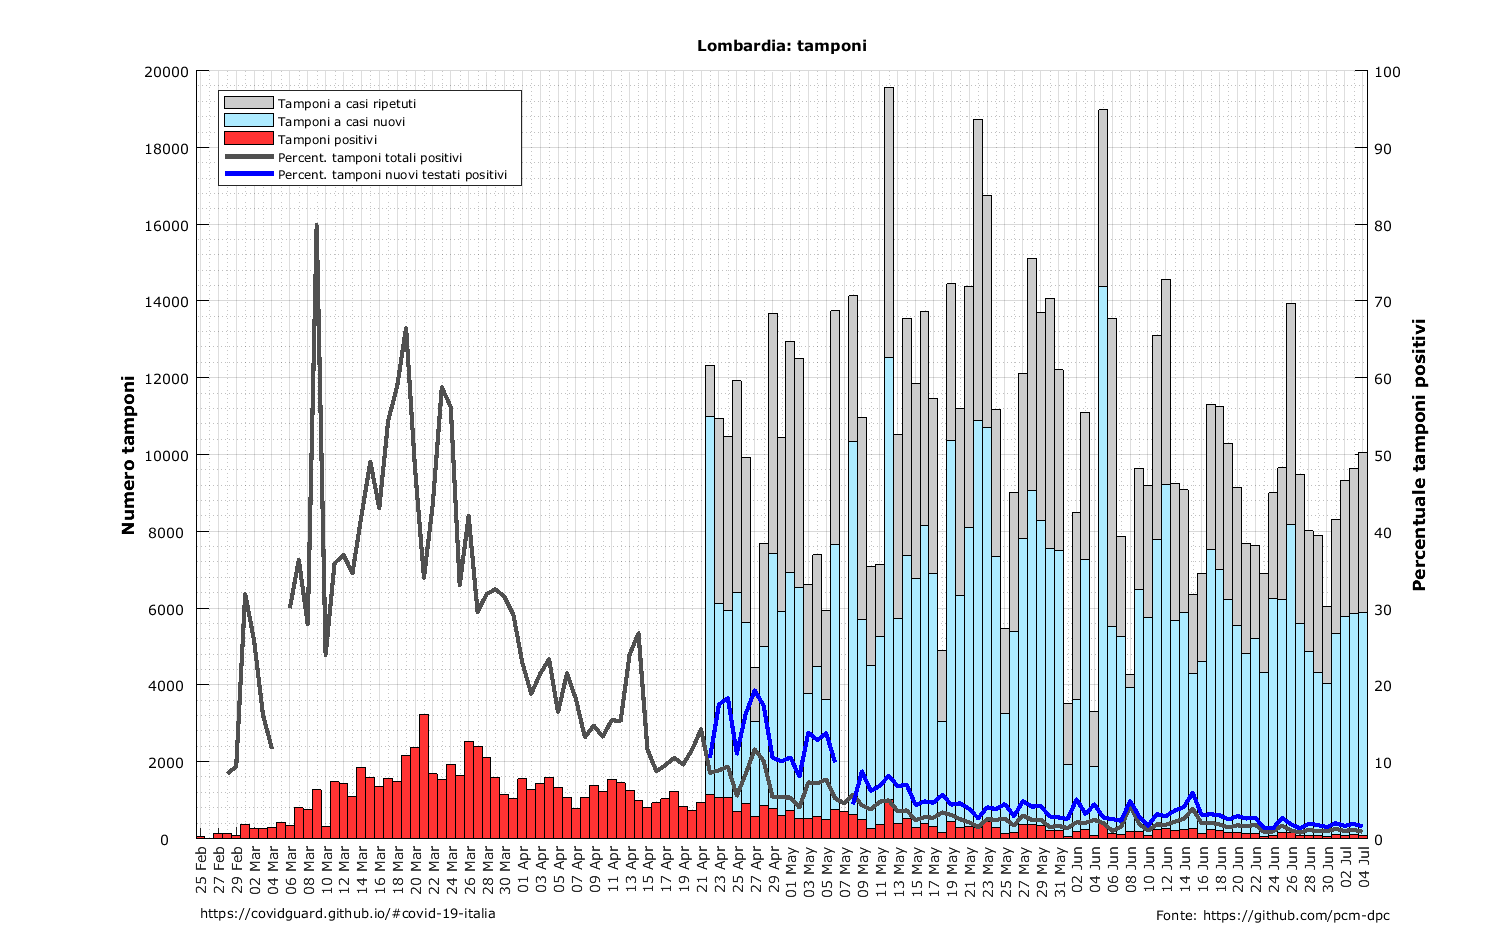 Lombardia: tamponi
Tamponi a casi ripetuti
Tamponi a casi nuovi
Tamponi positivi
Percent. tamponi totali positivi
Percent. tamponi nuovi testati positivi
Numero tamponi
20000
18000
16000
14000
12000
10000
8000
6000
4000
2000
0
100
90
80
70
60
50
40
30
20
10
0
Percentuale tamponi positivi
25 Feb
27 Feb
29 Feb
02 Mar
04 Mar
06 Mar
08 Mar
10 Mar
12 Mar
14 Mar
16 Mar
18 Mar
20 Mar
22 Mar
24 Mar
26 Mar
28 Mar
30 Mar
01 Apr
03 Apr
05 Apr
07 Apr
09 Apr
11 Apr
13 Apr
15 Apr
17 Apr
19 Apr
21 Apr
23 Apr
25 Apr
27 Apr
29 Apr
01 May
03 May
05 May
07 May
09 May
11 May
13 May
15 May
17 May
19 May
21 May
23 May
25 May
27 May
29 May
31 May
02 Jun
04 Jun
06 Jun
08 Jun
10 Jun
12 Jun
14 Jun
16 Jun
18 Jun
20 Jun
22 Jun
24 Jun
26 Jun
28 Jun
30 Jun
02 Jul
04 Jul
https://covidguard.github.io/#covid-19-italia
Fonte: https://github.com/pcm-dpc